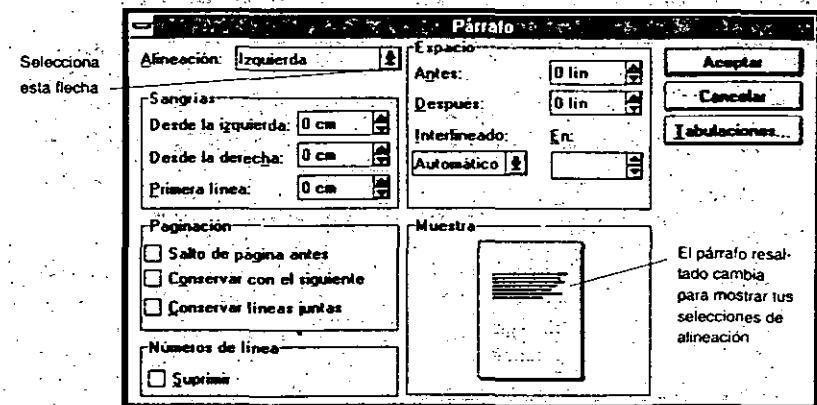 Párrafo
Selecciona
esta flecha
Alineación: Izquierda
Sangrías
Desde la izquierda: 0 cm
Desde la derecha: 0 cm
Primera línea: 0 cm
Espacio
Antes: 0 lin
Después: 0 lin
Interlineado: En:
Automático
Aceptar
Cancelar
Tabulaciones...
Paginación
Salto de página antes
Conservar con el siguiente
Conservar líneas juntas
Números de línea
Suprimir
Muestra
El párrafo resal-
tado cambia
para mostrar tus
selecciones de
alineación